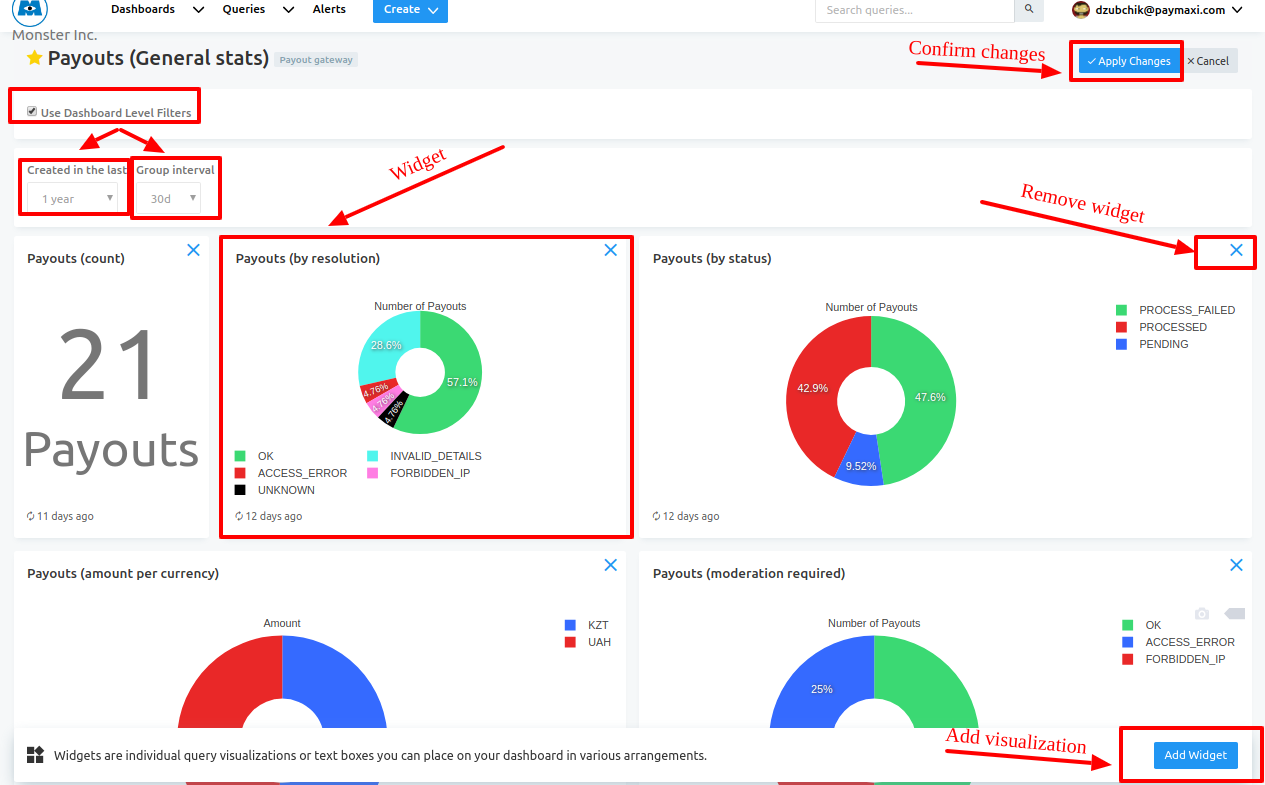 Dashboards Queries Alerts Create Search queries... dzubchik@paymaxi.com
Monster Inc.
Payouts (General stats) Payout gateway
Confirm changes
Apply Changes Cancel
Use Dashboard Level Filters
Created in the last Group interval
1 year 30d
Widget
Remove widget
Payouts (count)
21
Payouts
11 days ago
Payouts (by resolution)
Number of Payouts
28.6%
57.1%
4.76%
4.76%
4.76%
OK INVALID_DETAILS
ACCESS_ERROR FORBIDDEN_IP
UNKNOWN
12 days ago
Payouts (by status)
Number of Payouts
PROCESS_FAILED
PROCESSED
PENDING
42.9%
47.6%
9.52%
12 days ago
Payouts (amount per currency)
Amount
KZT
UAH
Payouts (moderation required)
Number of Payouts
OK
ACCESS_ERROR
FORBIDDEN_IP
25%
Add visualization
Widgets are individual query visualizations or text boxes you can place on your dashboard in various arrangements.
Add Widget